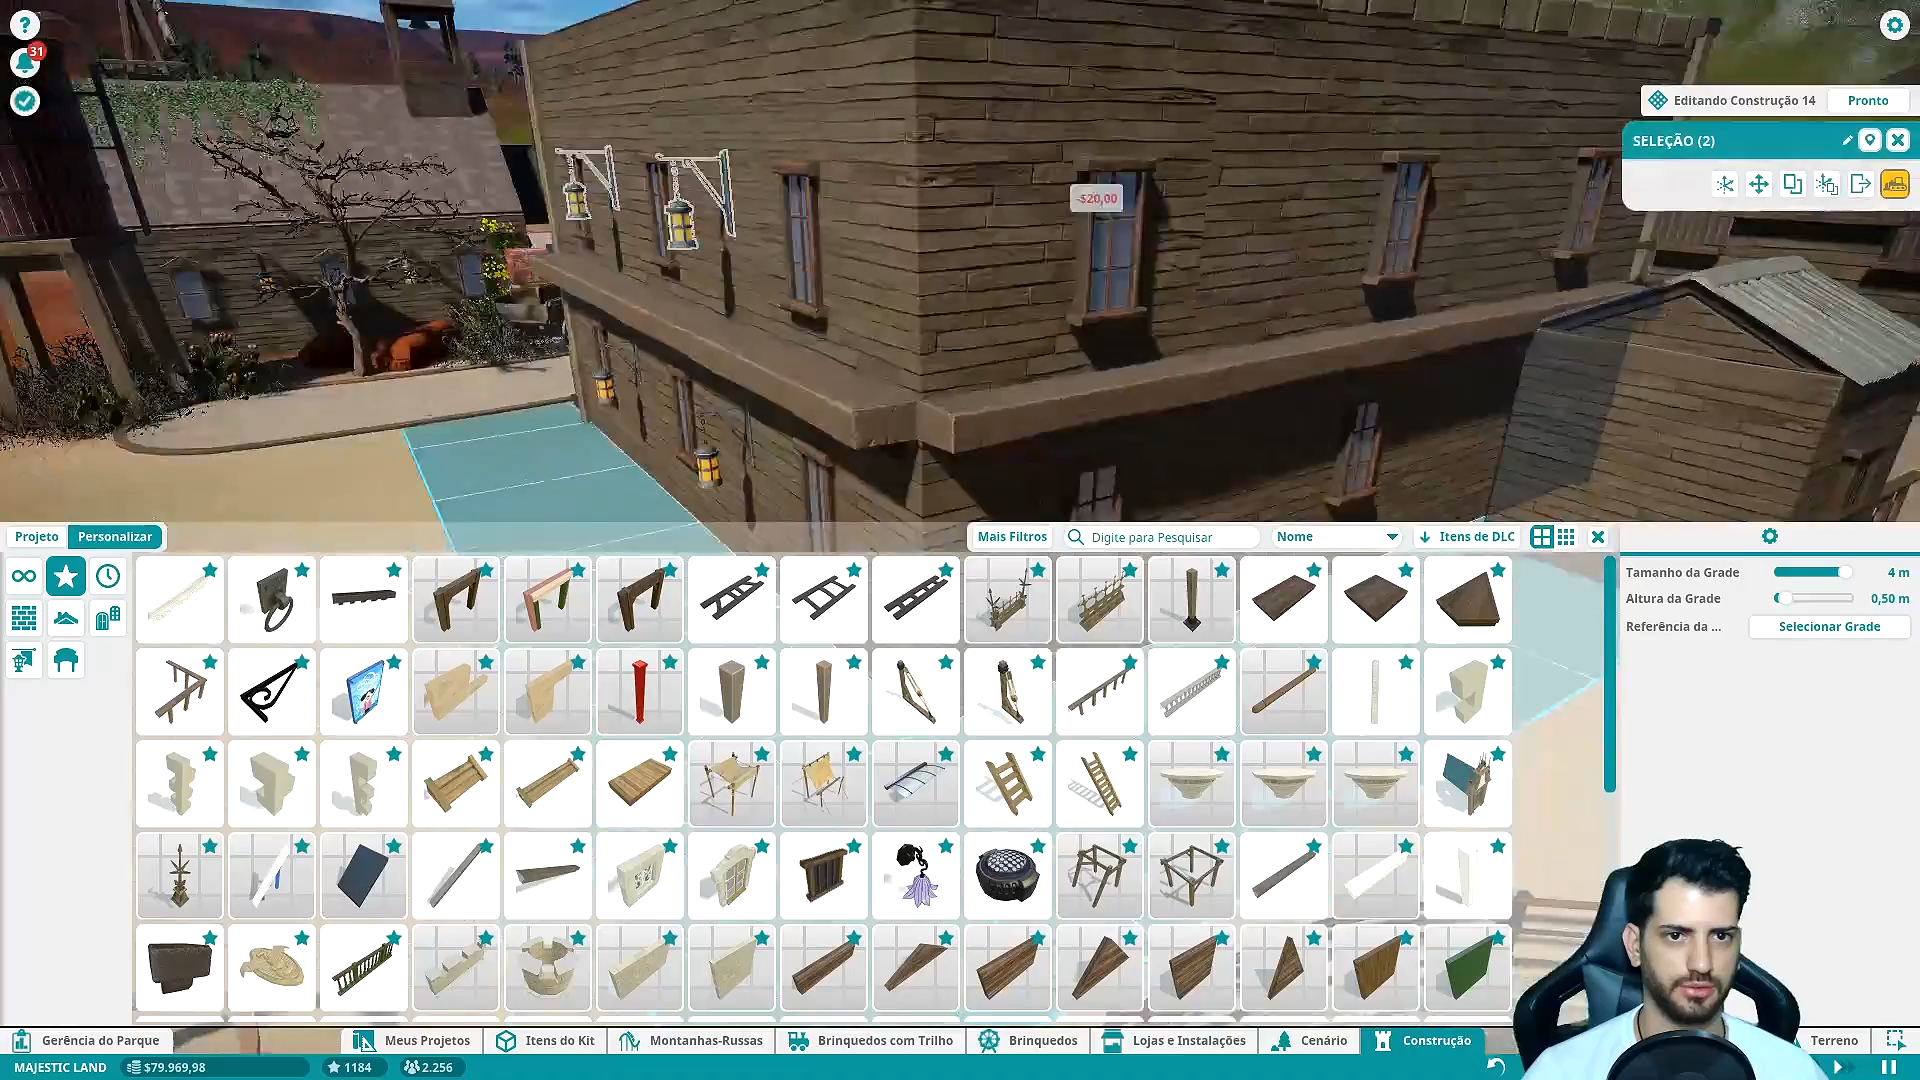 ?
31
Editando Construção 14
Pronto
SELEÇÃO (2)
-$20,00
Projeto
Personalizar
Mais Filtros
Digite para Pesquisar
Nome
Itens de DLC
Tamanho da Grade
4 m
Altura da Grade
0,50 m
Referência da ...
Selecionar Grade
Gerência do Parque
Meus Projetos
Itens do Kit
Montanhas-Russas
Brinquedos com Trilho
Brinquedos
Lojas e Instalações
Cenário
Construção
Terreno
MAJESTIC LAND
$79.969,98
1184
2.256